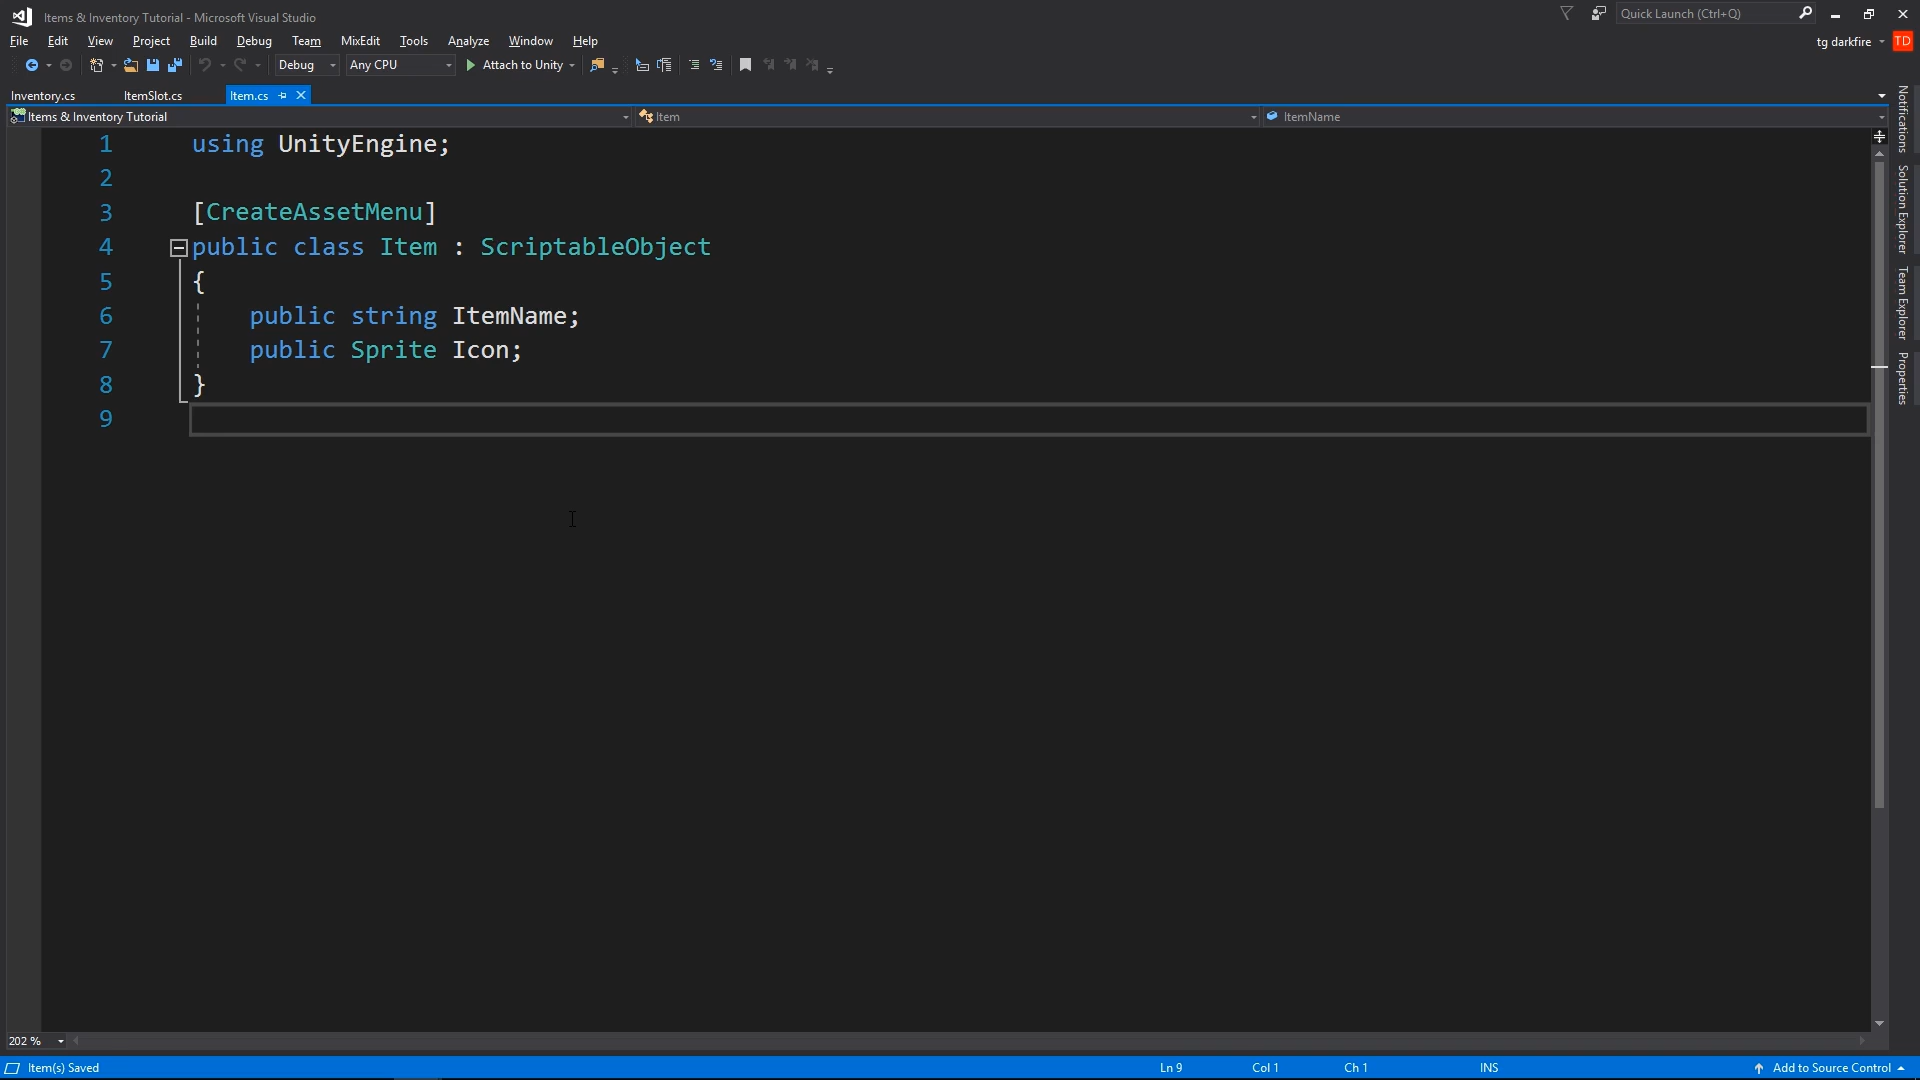 Items & Inventory Tutorial - Microsoft Visual Studio
Quick Launch (Ctrl+Q)
File Edit View Project Build Debug Team MixEdit Tools Analyze Window Help
tg darkfire TD
Debug Any CPU Attach to Unity
Inventory.cs ItemSlot.cs Item.cs
Items & Inventory Tutorial Item ItemName
1 using UnityEngine;
2
3 [CreateAssetMenu]
4 public class Item : ScriptableObject
5 {
6 public string ItemName;
7 public Sprite Icon;
8 }
9
Notifications
Solution Explorer
Team Explorer
Properties
202 %
Item(s) Saved Ln 9 Col 1 Ch 1 INS Add to Source Control